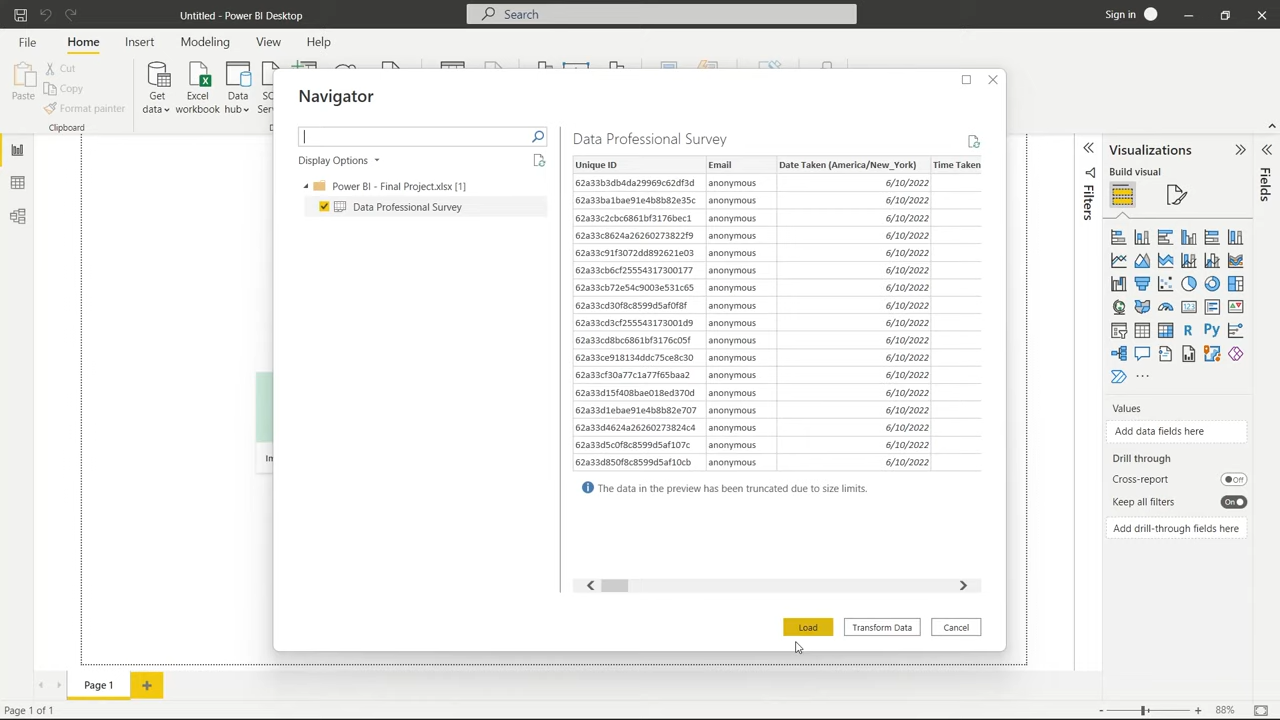 Untitled - Power BI Desktop
Search
Sign in
File
Home
Insert
Modeling
View
Help
Paste
Cut
Copy
Format painter
Clipboard
Get data
Excel workbook
Data hub
Navigator
Display Options
Power BI - Final Project.xlsx [1]
Data Professional Survey
Data Professional Survey
Unique ID Email Date Taken (America/New_York) Time Taken
62a33b3db4da29969c62df3d anonymous 6/10/2022
62a33ba1bae91e4b8b82e35c anonymous 6/10/2022
62a33c2cbc6861bf3176bec1 anonymous 6/10/2022
62a33c8624a26260273822f9 anonymous 6/10/2022
62a33c91f3072dd892621e03 anonymous 6/10/2022
62a33cb6cf25554317300177 anonymous 6/10/2022
62a33cb72e54c9003e531c65 anonymous 6/10/2022
62a33cd30f8c8599d5af0f8f anonymous 6/10/2022
62a33cd3cf255543173001d9 anonymous 6/10/2022
62a33cd8bc6861bf3176c05f anonymous 6/10/2022
62a33ce918134ddc75ce8c30 anonymous 6/10/2022
62a33cf30a77c1a77f65baa2 anonymous 6/10/2022
62a33d15f408bae018ed370d anonymous 6/10/2022
62a33d1ebae91e4b8b82e707 anonymous 6/10/2022
62a33d4624a26260273824c4 anonymous 6/10/2022
62a33d5c0f8c8599d5af107c anonymous 6/10/2022
62a33d850f8c8599d5af10cb anonymous 6/10/2022
The data in the preview has been truncated due to size limits.
Load
Transform Data
Cancel
Filters
Visualizations
Build visual
R
Py
Values
Add data fields here
Drill through
Cross-report
Off
Keep all filters
On
Add drill-through fields here
Fields
Page 1
Page 1 of 1
88%